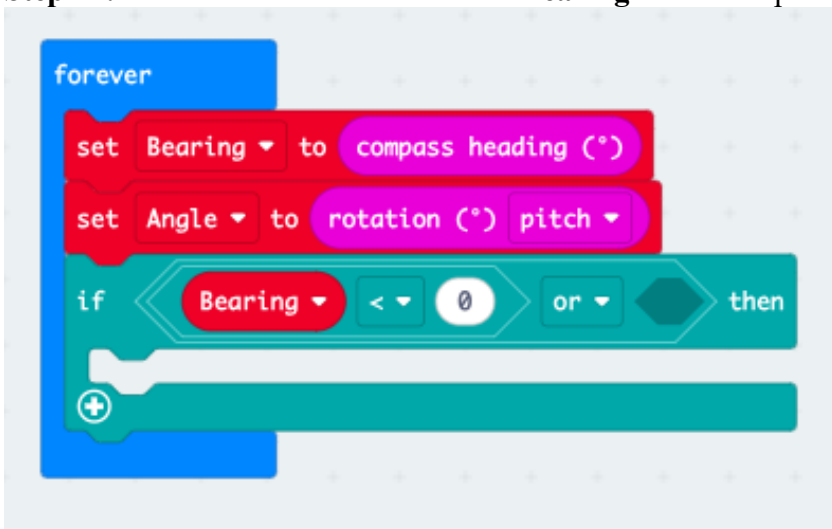 forever
set Bearing to compass heading (°)
set Angle to rotation (°) pitch
if Bearing < 0 or then